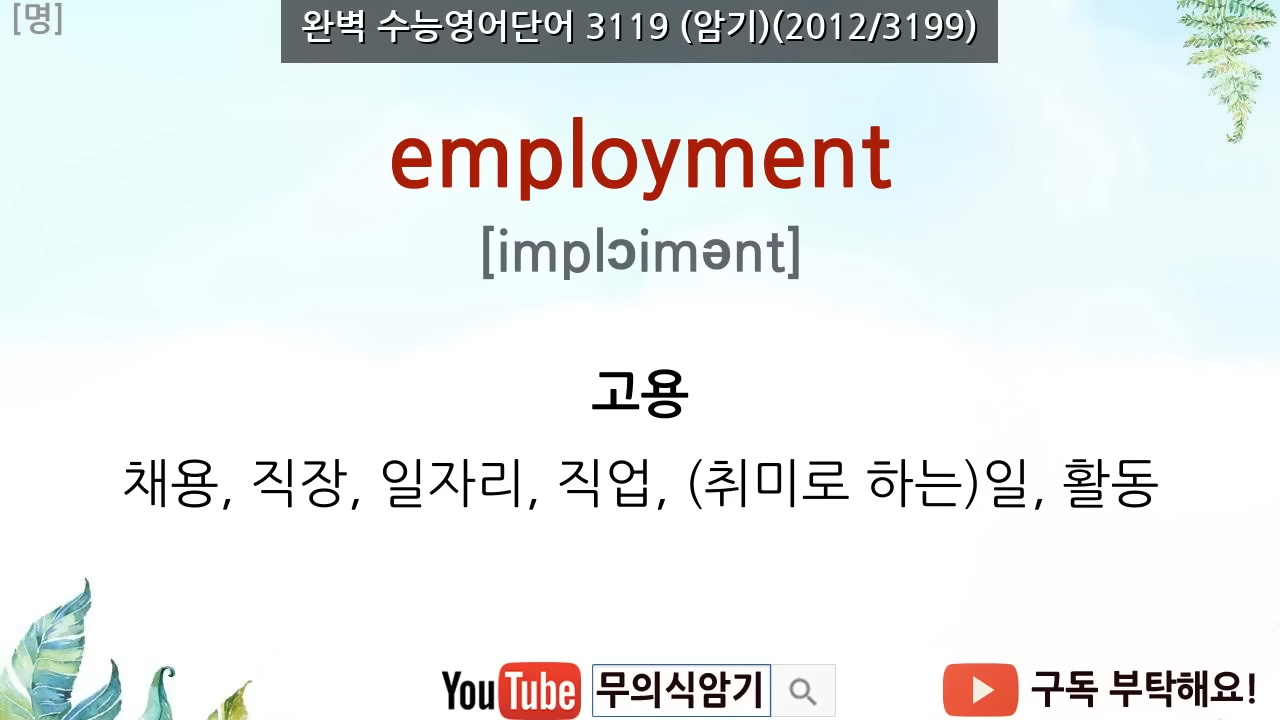 [명]
완벽 수능영어단어 3119 (암기)(2012/3199)
employment
[implɔimənt]
고용
채용, 직장, 일자리, 직업, (취미로 하는)일, 활동
YouTube 무의식암기 구독 부탁해요!